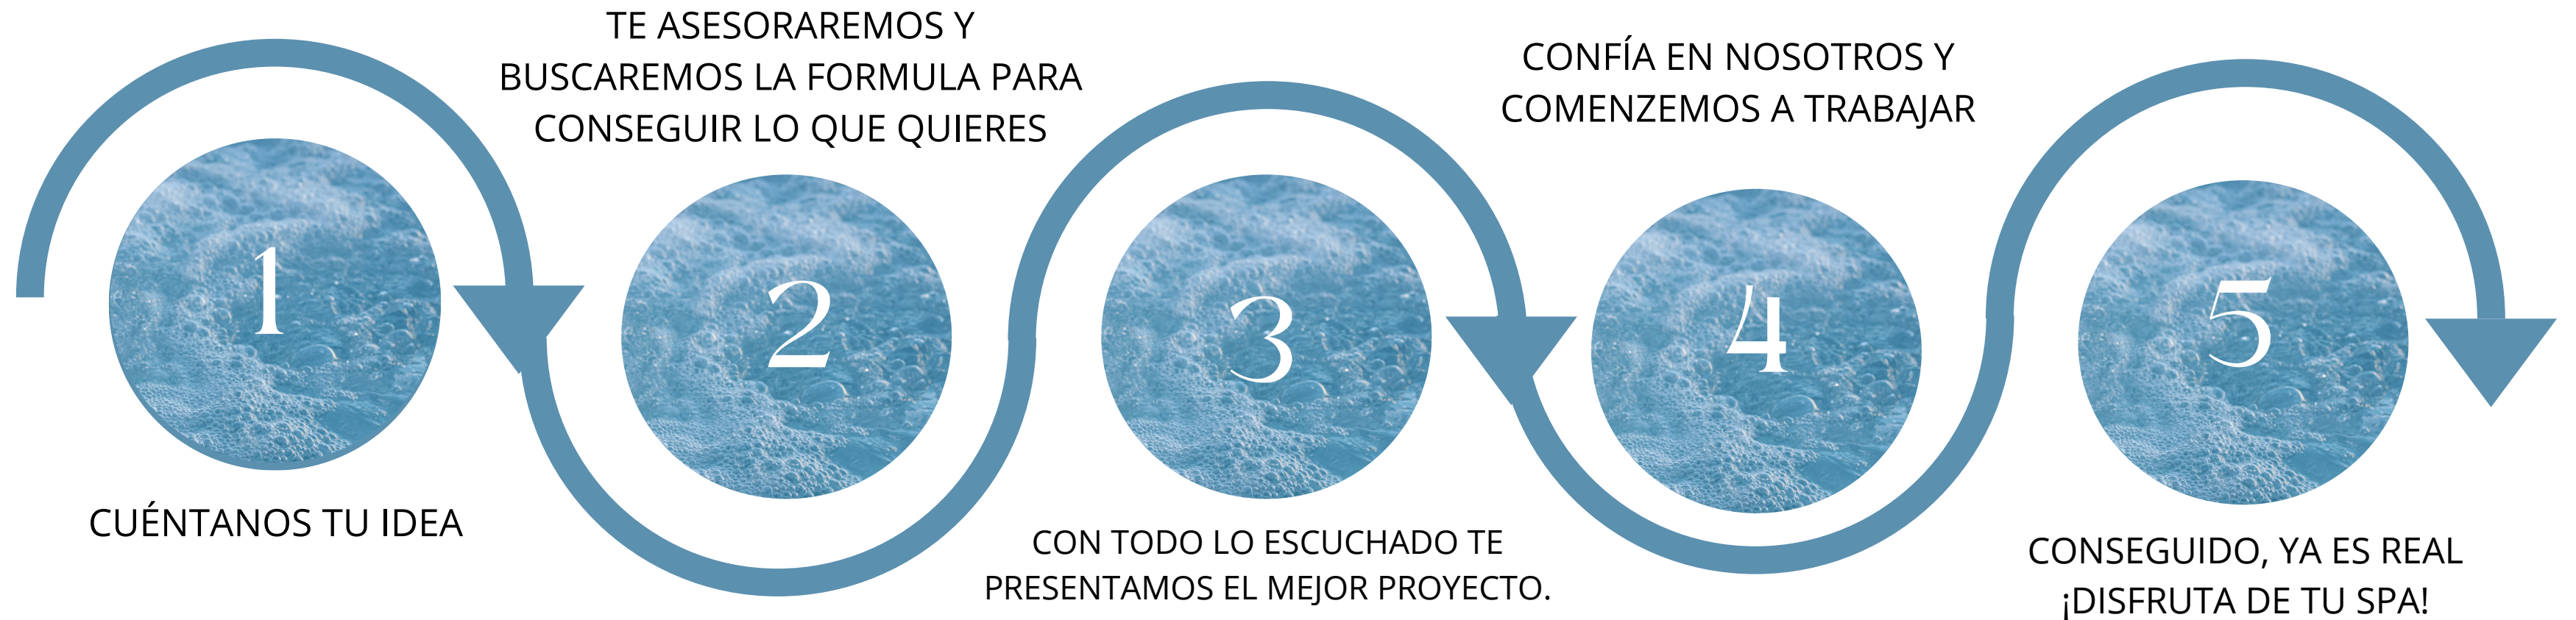 1
CUÉNTANOS TU IDEA
TE ASESORAREMOS Y
BUSCAREMOS LA FORMULA PARA
CONSEGUIR LO QUE QUIERES
2
3
CON TODO LO ESCUCHADO TE
PRESENTAMOS EL MEJOR PROYECTO.
CONFÍA EN NOSOTROS Y
COMENZEMOS A TRABAJAR
4
5
CONSEGUIDO, YA ES REAL
¡DISFRUTA DE TU SPA!